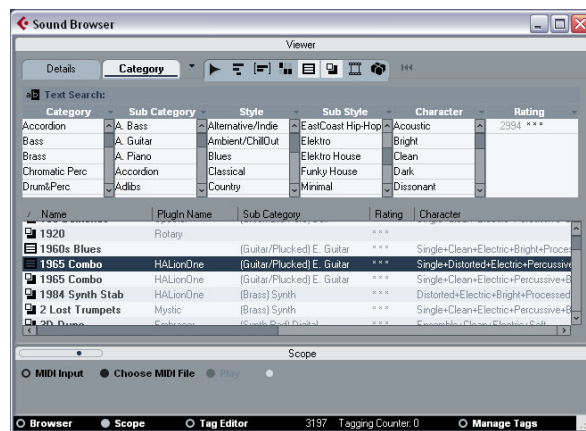 Sound Browser
Viewer
Details Category
Text Search:
Category Sub Category Style Sub Style Character Rating
Accordion A. Bass Alternative/Indie EastCoast Hip-Hop Acoustic 2994 ***
Bass A. Guitar Ambient/ChillOut Elektro Bright
Brass A. Piano Blues Elektro House Clean
Chromatic Perc Accordion Classical Funky House Dark
Drum&Perc Adlibs Country Minimal Dissonant
/ Name PlugIn Name Sub Category Rating Character
1920 Rotary ***
1960s Blues (Guitar/Plucked) E. Guitar *** Single+Clean+Electric+Bright+Proces
1965 Combo HALionOne (Guitar/Plucked) E. Guitar *** Single+Distorted+Electric+Percussive
1965 Combo HALionOne (Guitar/Plucked) E. Guitar *** Single+Clean+Electric+Percussive+B
1984 Synth Stab HALionOne (Brass) Synth *** Distorted+Electric+Bright+Processed
2 Lost Trumpets Mystic (Brass) Synth *** Single+Clean+Electric+Percussive+B
Scope
MIDI Input Choose MIDI File Play
Browser Scope Tag Editor 3197 Tagging Counter: 0 Manage Tags